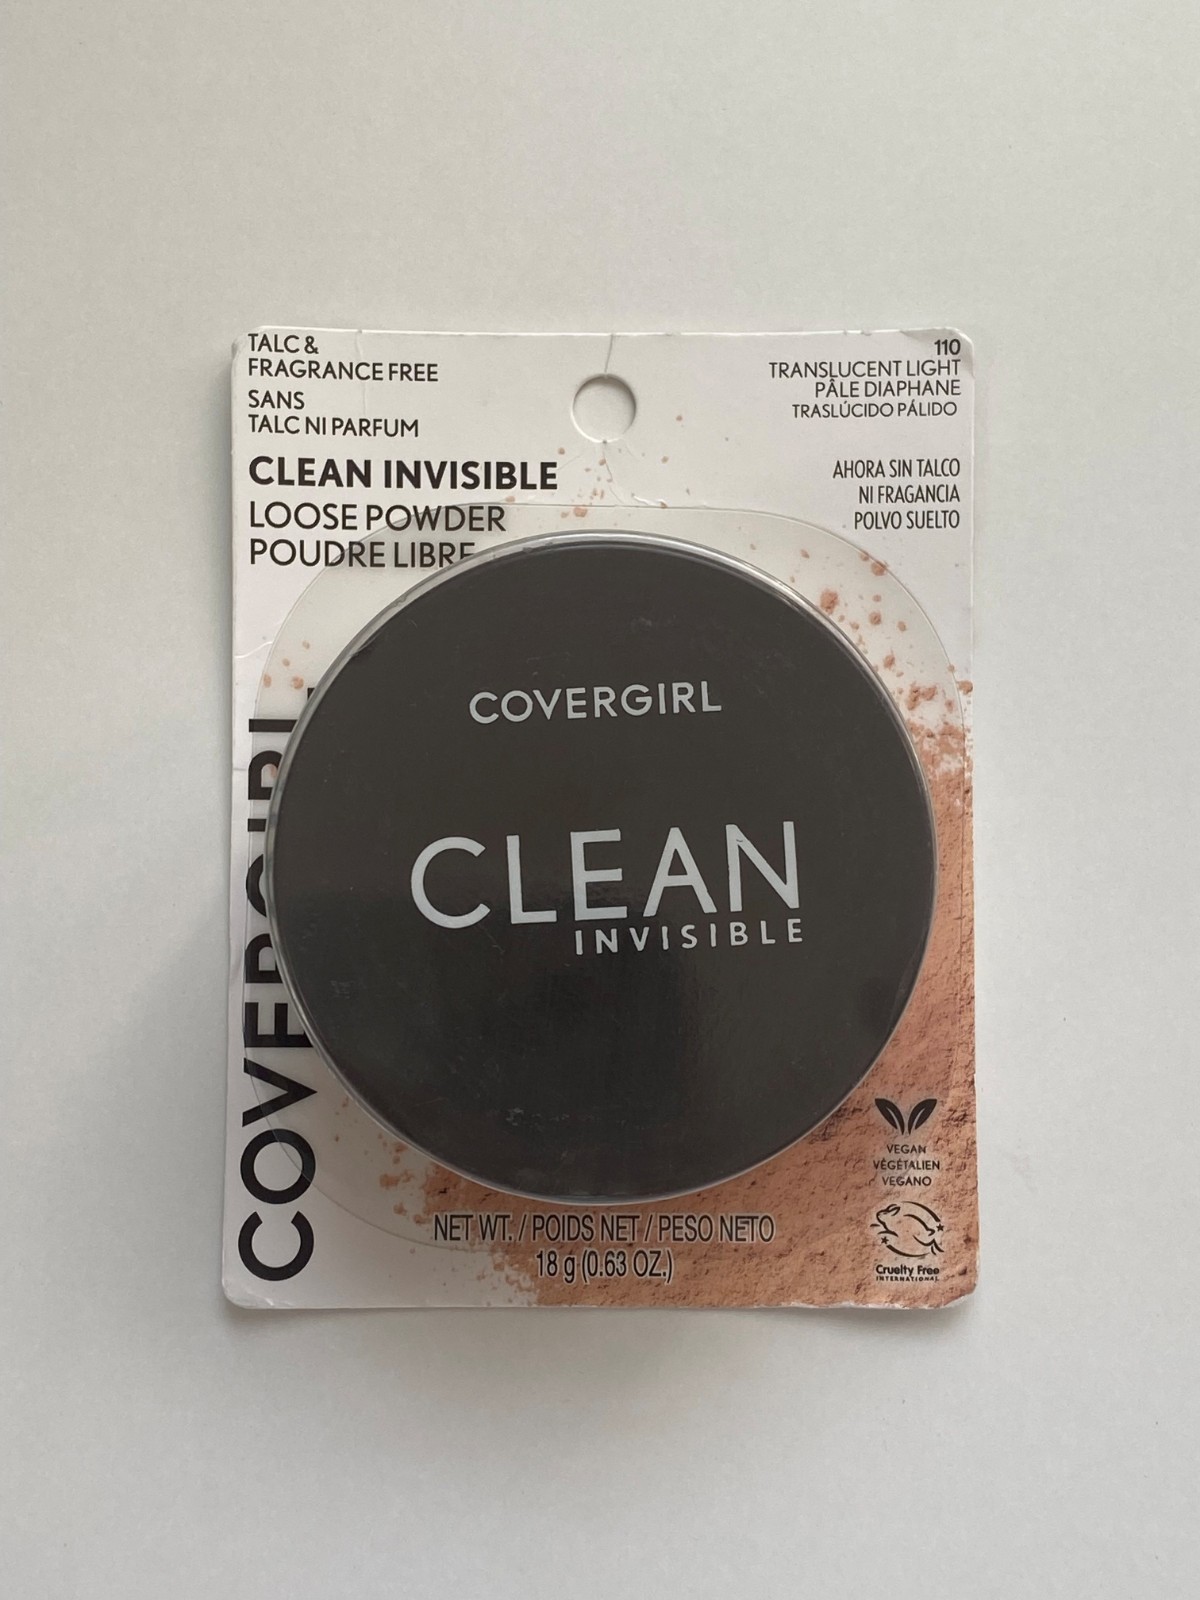 TALC &
FRAGRANCE FREE
SANS
TALC NI PARFUM
CLEAN INVISIBLE
LOOSE POWDER
POUDRE LIBRE
110
TRANSLUCENT LIGHT
PÂLE DIAPHANE
TRASLÚCIDO PÁLIDO
AHORA SIN TALCO
NI FRAGANCIA
POLVO SUELTO
COVERGIRL
COVERGIRL
CLEAN
INVISIBLE
VEGAN
VÉGÉTALIEN
VEGANO
Cruelty Free
INTERNATIONAL
NET WT. / POIDS NET / PESO NETO
18 g (0.63 OZ.)